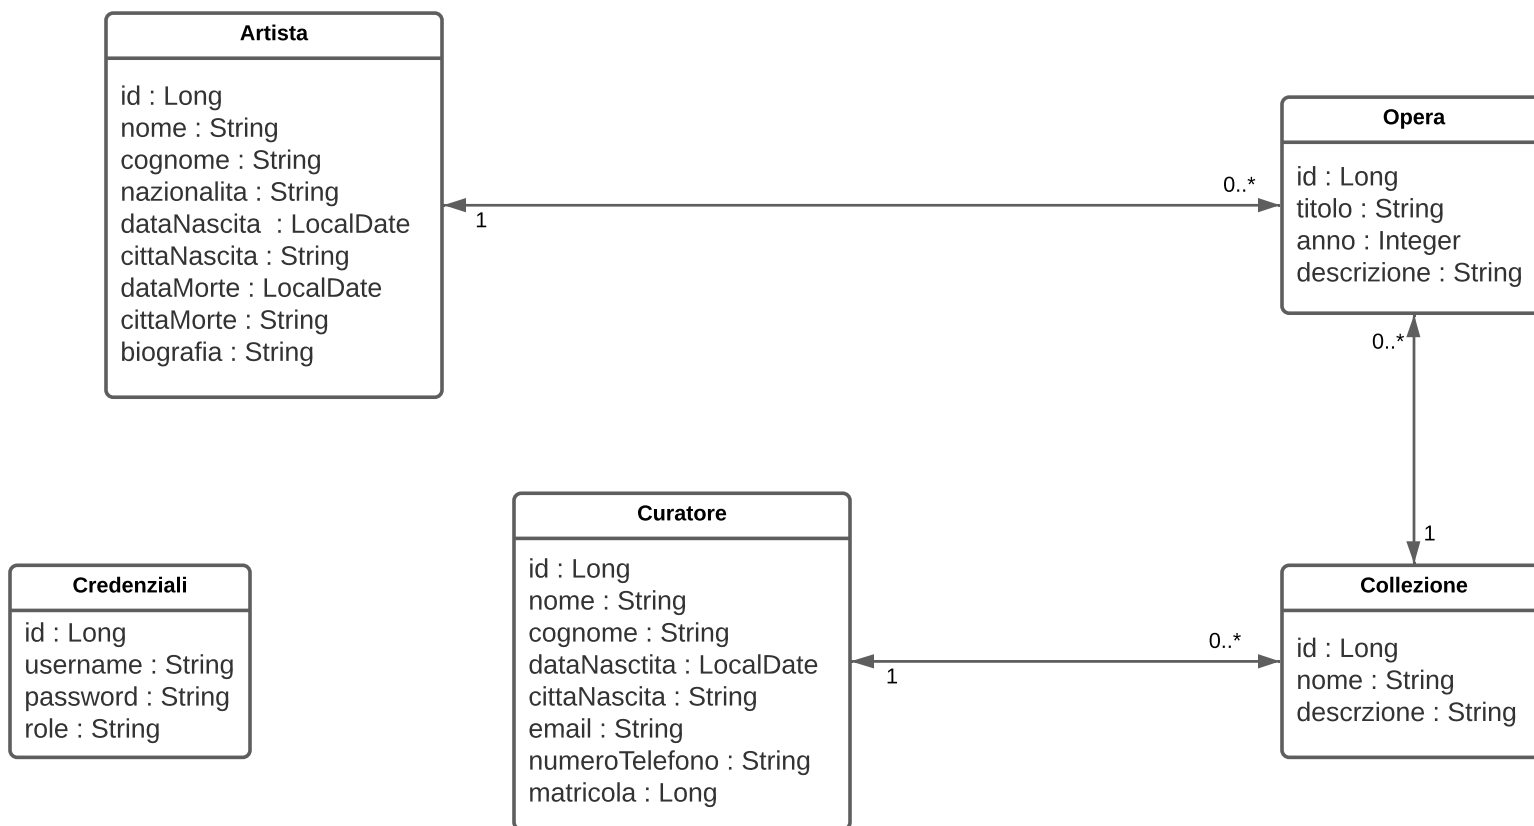 Artista
id : Long
nome : String
cognome : String
nazionalita : String
dataNascita  : LocalDate
cittaNascita : String
dataMorte : LocalDate
cittaMorte : String
biografia : String
1
0..*
Opera
id : Long
titolo : String
anno : Integer
descrizione : String
0..*
1
Credenziali
id : Long
username : String
password : String
role : String
Curatore
id : Long
nome : String
cognome : String
dataNasctita : LocalDate
cittaNascita : String
email : String
numeroTelefono : String
matricola : Long
1
0..*
Collezione
id : Long
nome : String
descrzione : String